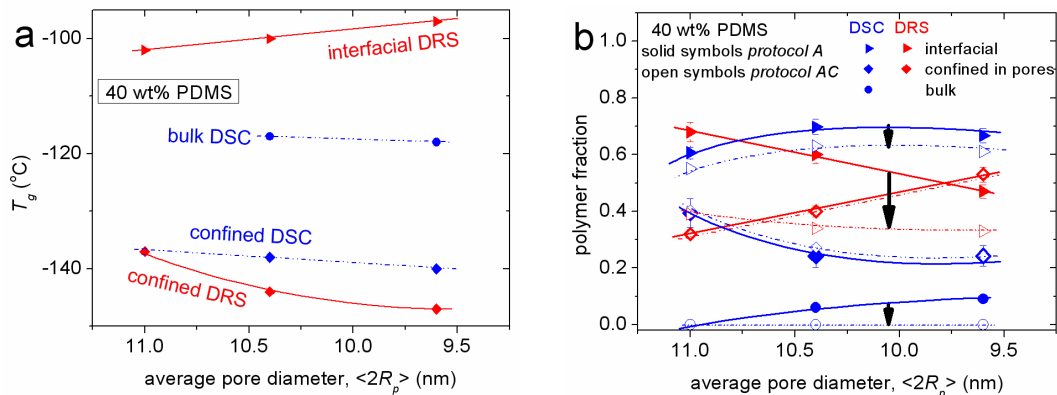 a
-100
-120
-140
T_g (°C)
interfacial DRS
40 wt% PDMS
bulk DSC
confined DSC
confined DRS
11.0 10.5 10.0 9.5
average pore diameter, <2R_p> (nm)
b
1.0
0.8
0.6
0.4
0.2
0.0
polymer fraction
40 wt% PDMS DSC DRS
solid symbols protocol A interfacial
open symbols protocol AC confined in pores
bulk
11.0 10.5 10.0 9.5
average pore diameter, <2R_p> (nm)